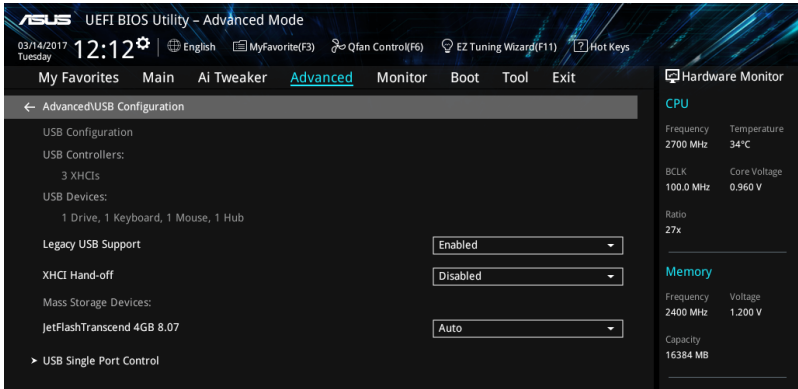 ASUS UEFI BIOS Utility – Advanced Mode
03/14/2017 Tuesday 12:12 English MyFavorite(F3) Qfan Control(F6) EZ Tuning Wizard(F11) ? Hot Keys
My Favorites Main Ai Tweaker Advanced Monitor Boot Tool Exit
Advanced\USB Configuration
USB Configuration
USB Controllers:
3 XHCIs
USB Devices:
1 Drive, 1 Keyboard, 1 Mouse, 1 Hub
Legacy USB Support Enabled
XHCI Hand-off Disabled
Mass Storage Devices:
JetFlashTranscend 4GB 8.07 Auto
USB Single Port Control
Hardware Monitor
CPU
Frequency Temperature
2700 MHz 34°C
BCLK Core Voltage
100.0 MHz 0.960 V
Ratio
27x
Memory
Frequency Voltage
2400 MHz 1.200 V
Capacity
16384 MB